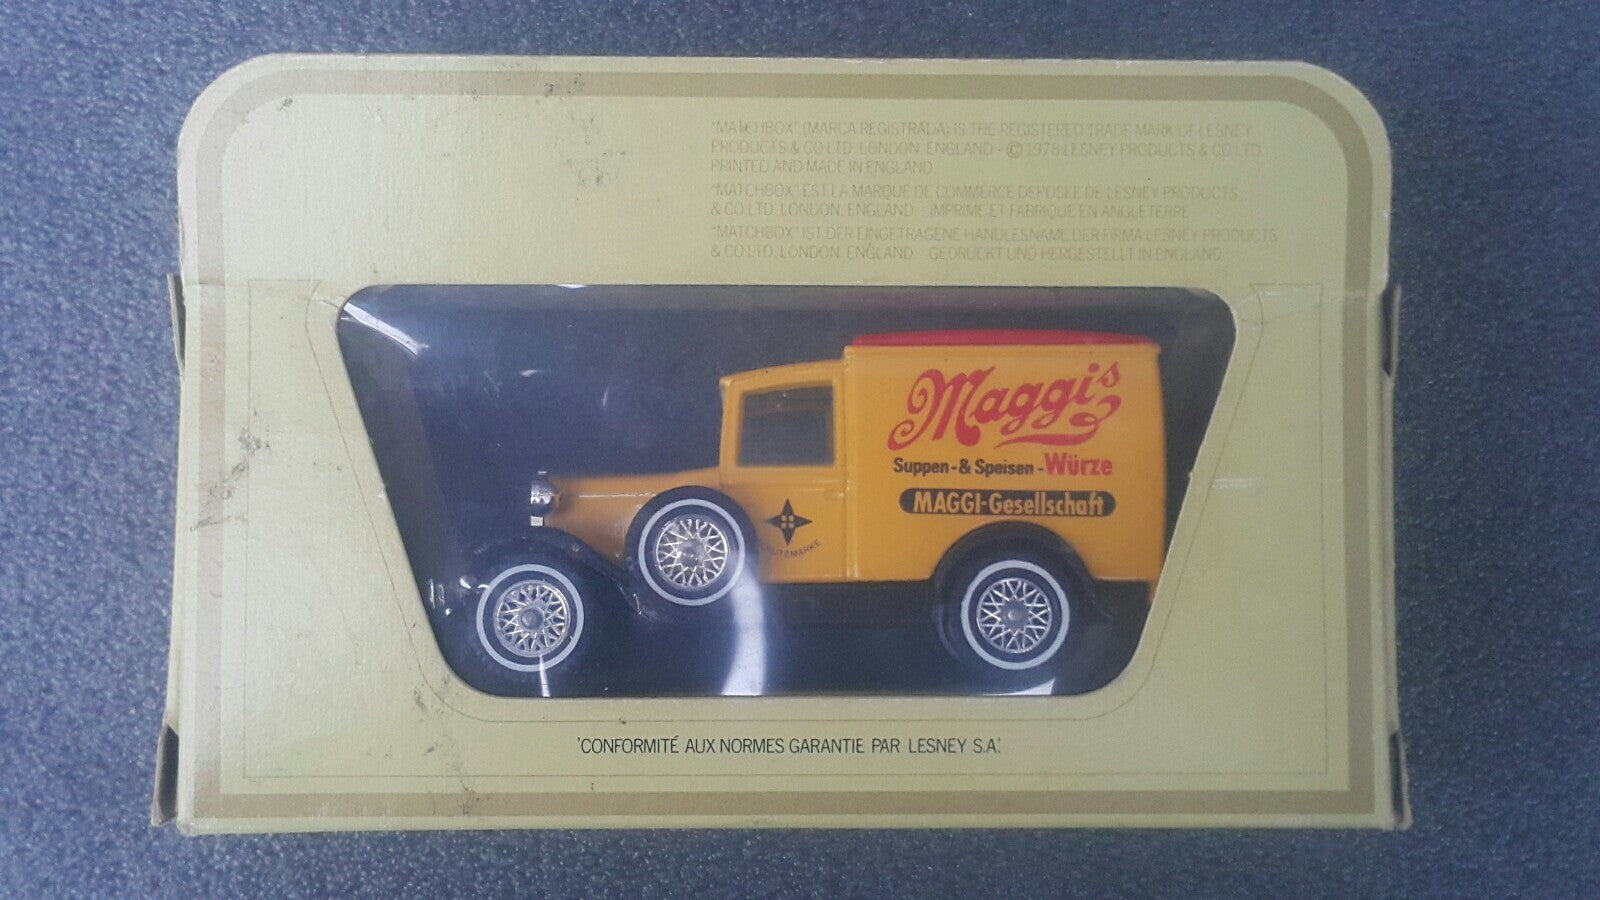 "MATCHBOX" (MARCA REGISTRADA) IS THE REGISTERED TRADE MARK OF LESNEY
PRODUCTS & CO LTD. LONDON. ENGLAND - © 1978 LESNEY PRODUCTS & CO LTD.
PRINTED AND MADE IN ENGLAND
"MATCHBOX" EST LA MARQUE DE COMMERCE DEPOSEE DE LESNEY PRODUCTS
& CO LTD. LONDON, ENGLAND. IMPRIME ET FABRIQUE EN ANGLETERRE
"MATCHBOX" IST DER EINGETRAGENE HANDLESNAME DER FIRMA LESNEY PRODUCTS
& CO LTD. LONDON, ENGLAND. GEDRUCKT UND HERGESTELLT IN ENGLAND
Maggi's
Suppen-& Speisen-Würze
MAGGI-Gesellschaft
UTZMARKE
'CONFORMITÉ AUX NORMES GARANTIE PAR LESNEY S.A.'